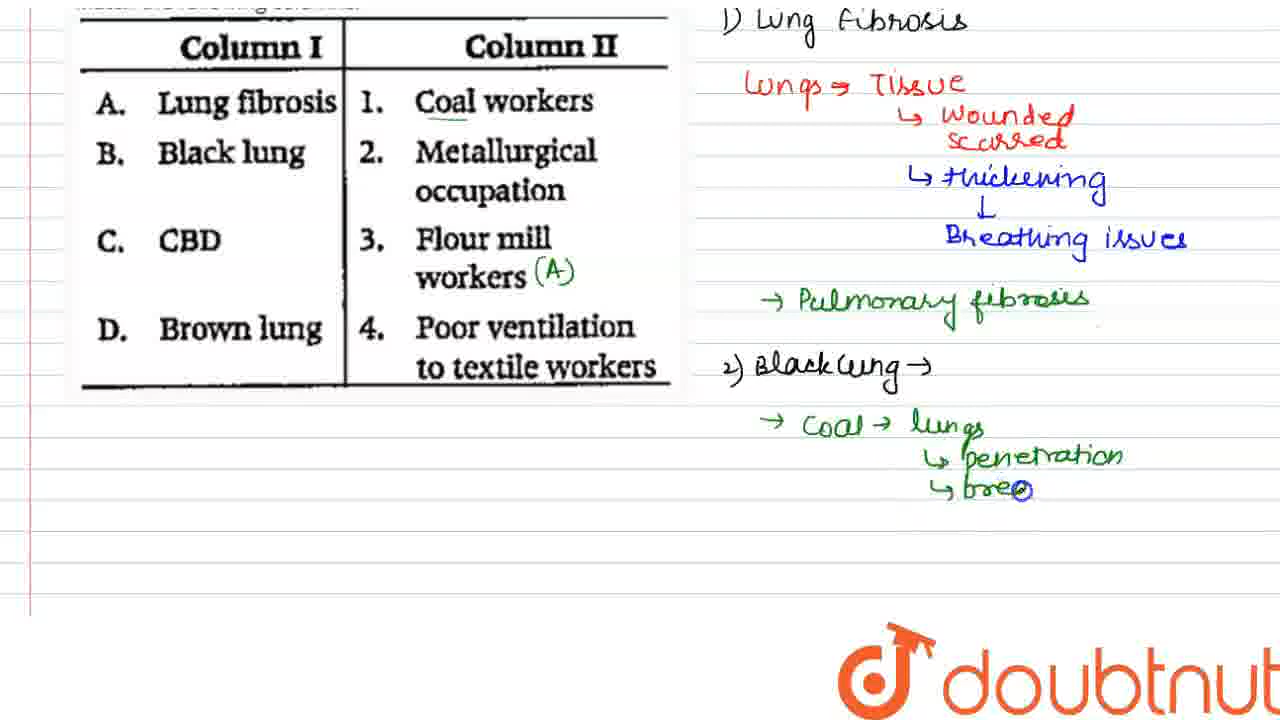 Column I Column II
A. Lung fibrosis 1. Coal workers
B. Black lung 2. Metallurgical
occupation
C. CBD 3. Flour mill
workers (A)
D. Brown lung 4. Poor ventilation
to textile workers
1) Lung fibrosis
Lungs → Tissue
↳ wounded
scarred
↳ thickening
↓
Breathing issues
→ Pulmonary fibrosis
2) Black lung →
→ coal → lungs
↳ penetration
↳ brea
doubtnut